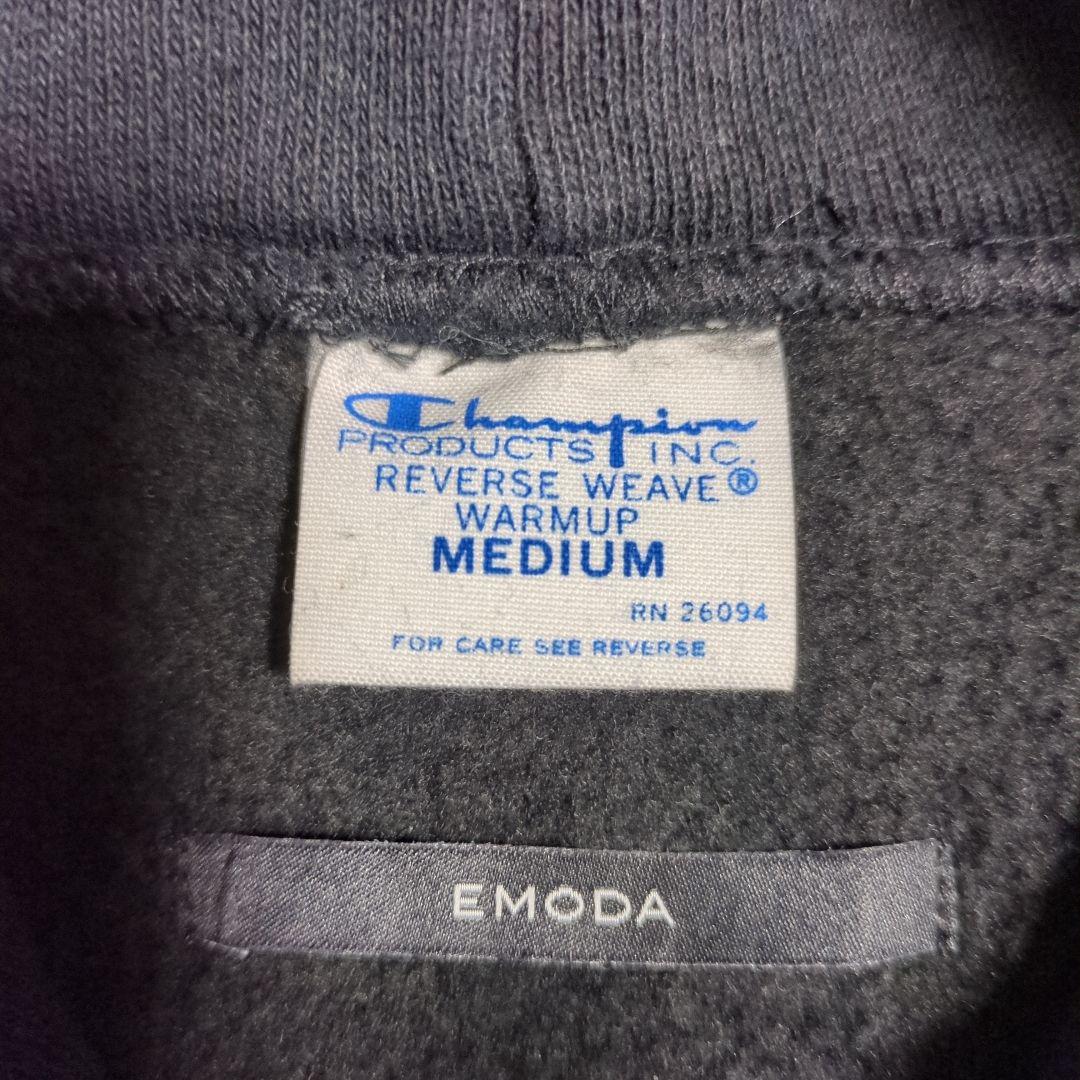 Champion
PRODUCTS INC.
REVERSE WEAVE®
WARMUP
MEDIUM
RN 26094
FOR CARE SEE REVERSE
EMODA